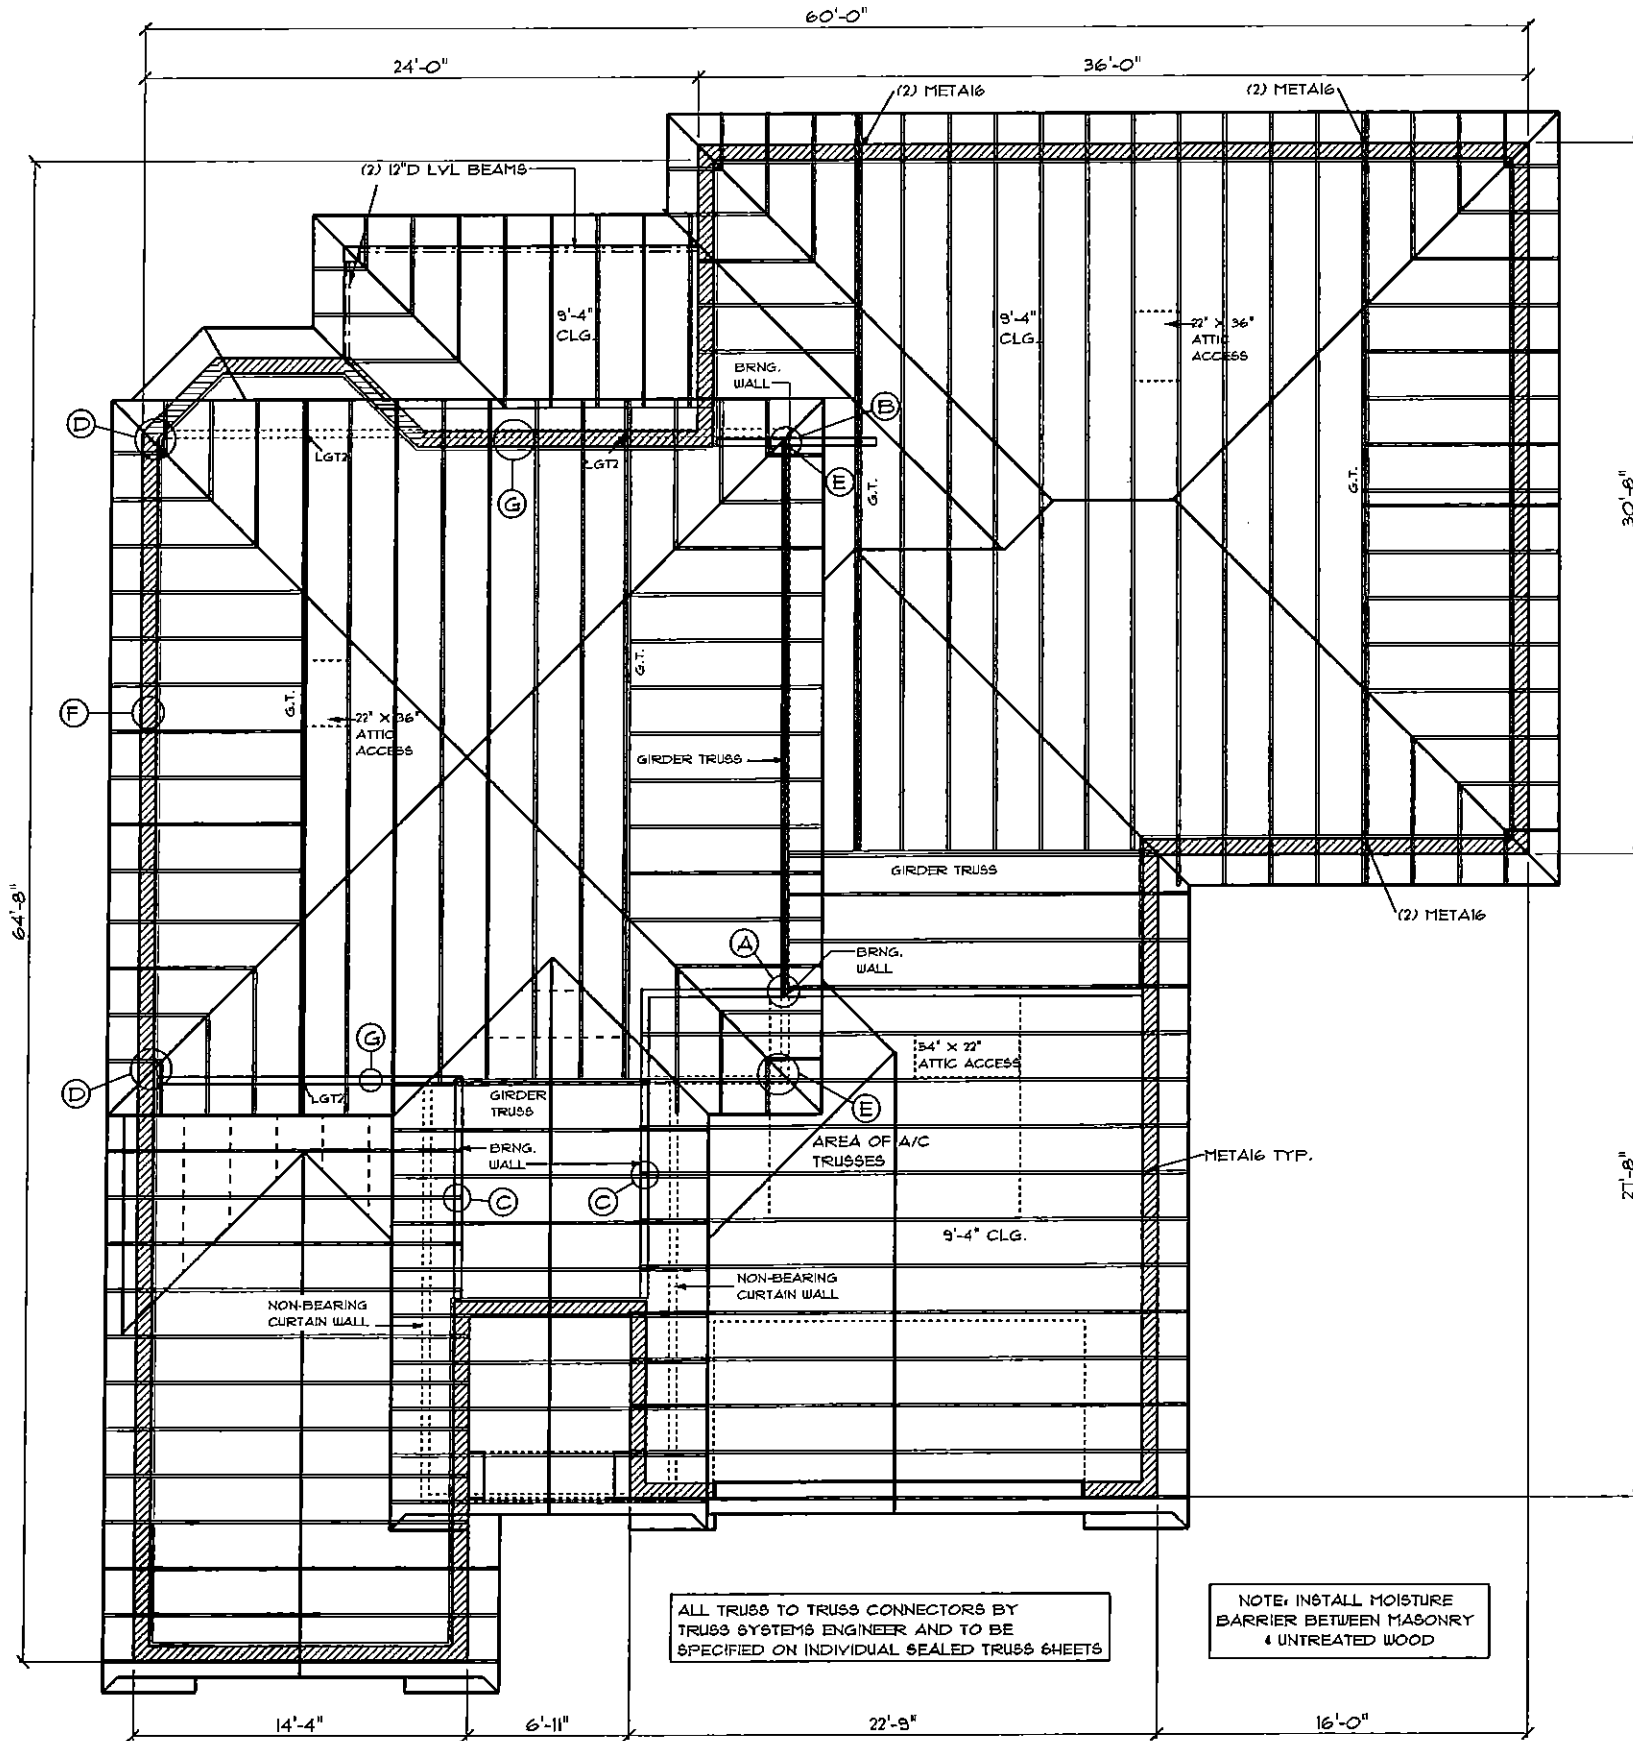 60'-0"
24'-0"
36'-0"
(2) META16
(2) META16
(2) 12"D LVL BEAMS
9'-4"
CLG.
9'-4"
CLG.
22" X 36"
ATTIC
ACCESS
BRNG.
WALL
B
D
LGT2
LGT2
G
E
G.T.
G.T.
30'-8"
F
G.T.
G.T.
22" X 36"
ATTIC
ACCESS
GIRDER TRUSS
GIRDER TRUSS
(2) META16
64'-8"
A
BRNG.
WALL
54" X 22"
ATTIC ACCESS
G
D
LGT2
GIRDER
TRUSS
E
BRNG.
WALL
AREA OF A/C
TRUSSES
META16 TYP.
C
C
9'-4" CLG.
27'-8"
NON-BEARING
CURTAIN WALL
NON-BEARING
CURTAIN WALL
ALL TRUSS TO TRUSS CONNECTORS BY
TRUSS SYSTEMS ENGINEER AND TO BE
SPECIFIED ON INDIVIDUAL SEALED TRUSS SHEETS
NOTE: INSTALL MOISTURE
BARRIER BETWEEN MASONRY
& UNTREATED WOOD
14'-4"
6'-11"
22'-9"
16'-0"